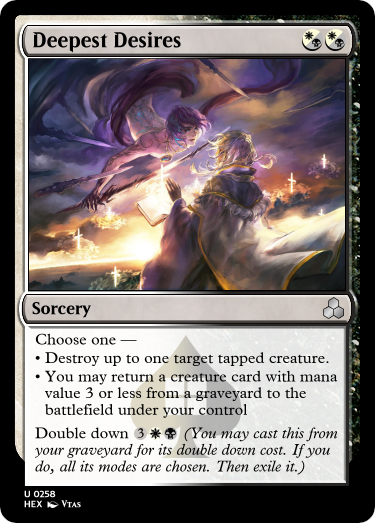 Deepest Desires
Sorcery
Choose one —
• Destroy up to one target tapped creature.
• You may return a creature card with mana
value 3 or less from a graveyard to the
battlefield under your control
Double down 3 (You may cast this from
your graveyard for its double down cost. If you
do, all its modes are chosen. Then exile it.)
U 0258
HEX Vtas